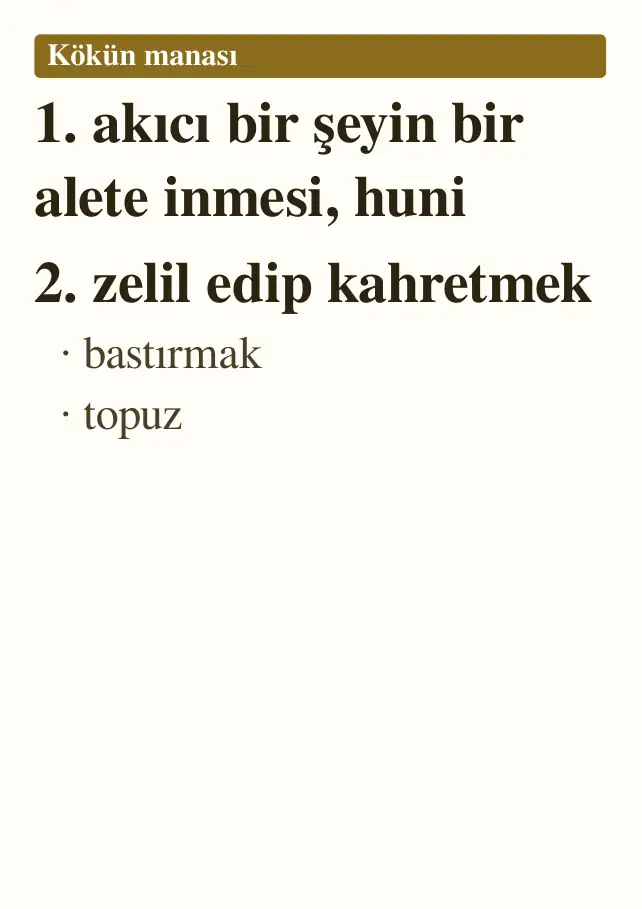 Kökün manası
1. akıcı bir şeyin bir
alete inmesi, huni
2. zelil edip kahretmek
· bastırmak
· topuz